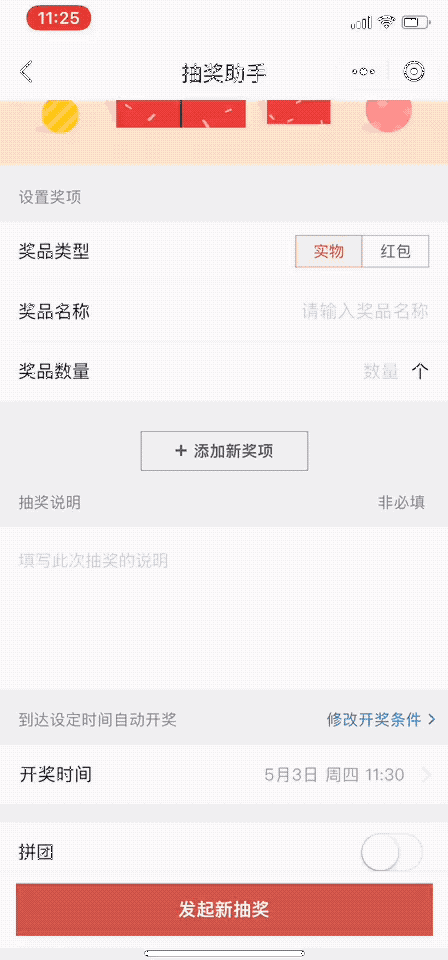 11:25
抽奖助手
设置奖项
奖品类型 实物 红包
奖品名称 请输入奖品名称
奖品数量 数量 个
+ 添加新奖项
抽奖说明 非必填
填写此次抽奖的说明
到达设定时间自动开奖 修改开奖条件 >
开奖时间 5月3日 周四 11:30
拼团
发起新抽奖